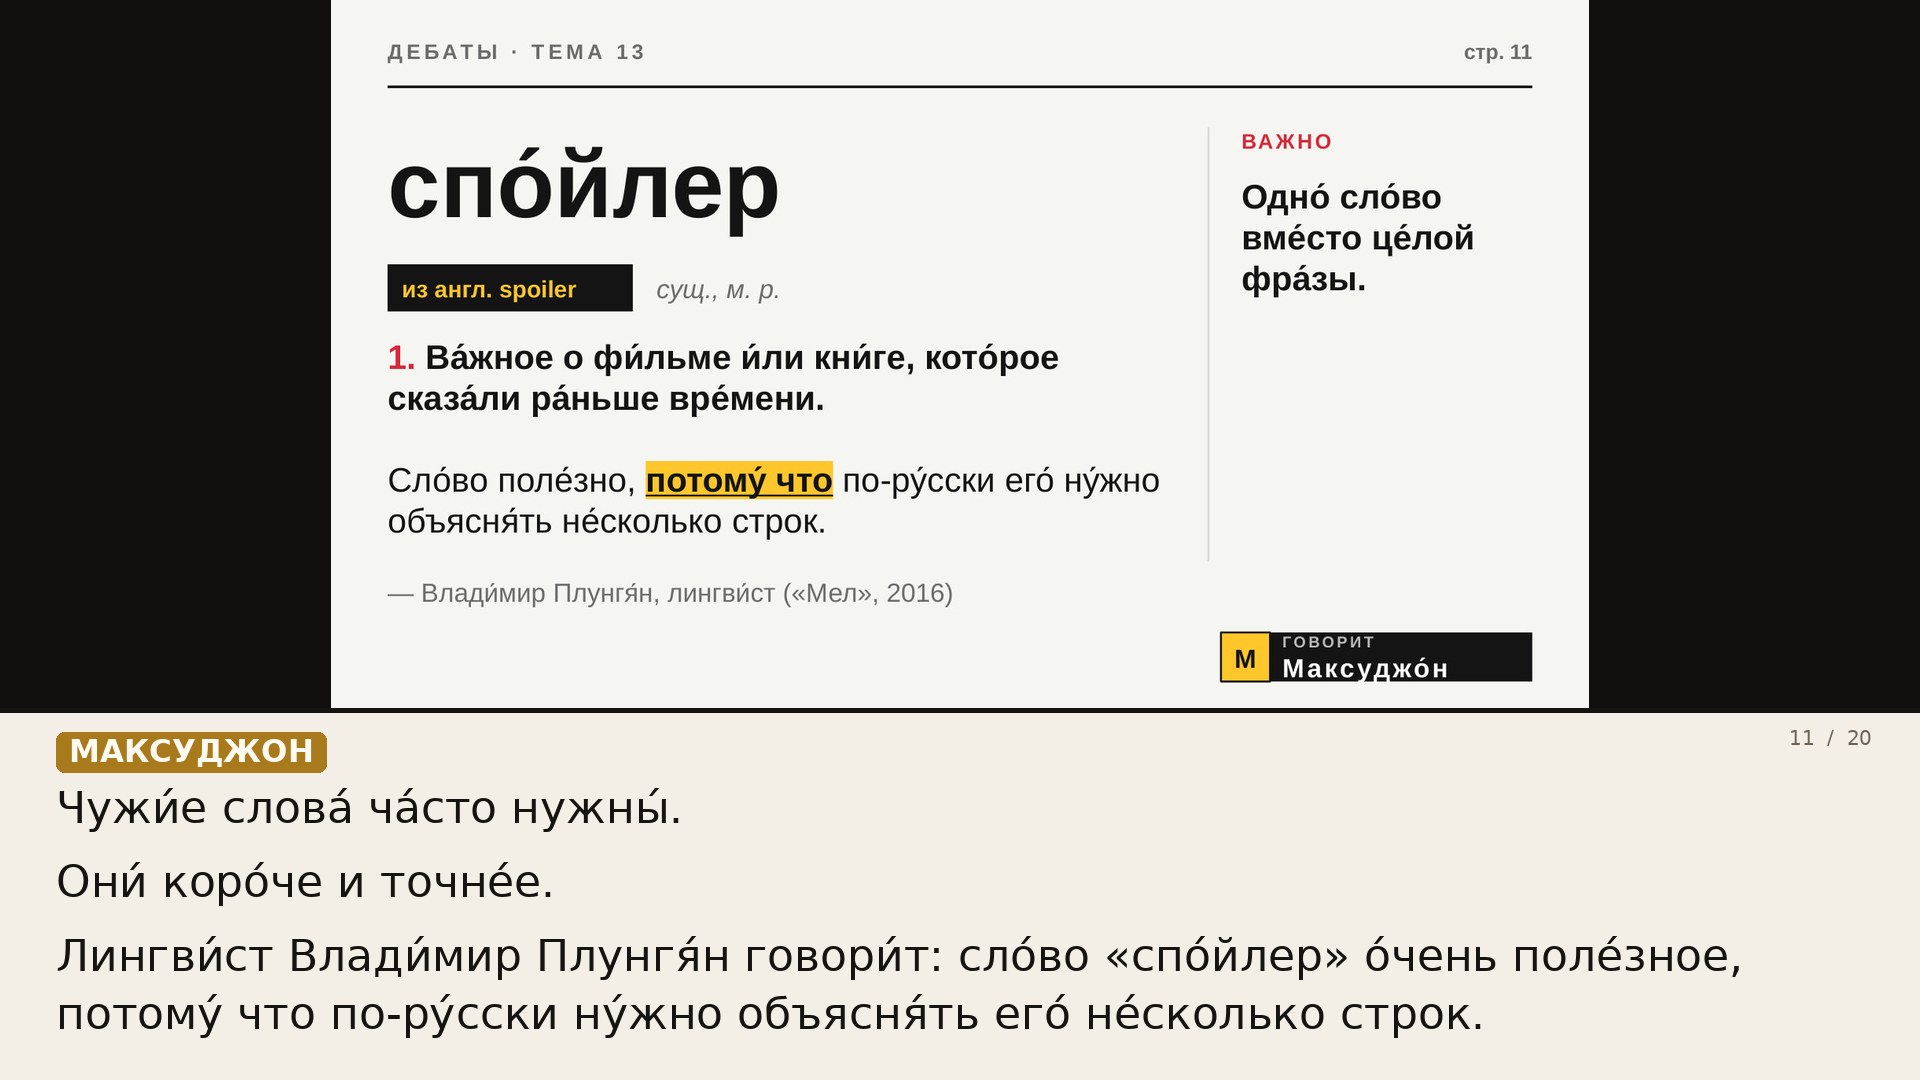 ДЕБАТЫ · ТЕМА 13
стр. 11
спо́йлер
из англ. spoiler
сущ., м. р.
1. Ва́жное о фи́льме и́ли кни́ге, кото́рое
сказа́ли ра́ньше вре́мени.
Сло́во поле́зно, потому́ что по-ру́сски его́ ну́жно
объясня́ть не́сколько строк.
— Влади́мир Плунгя́н, лингви́ст («Мел», 2016)
ВАЖНО
Одно́ сло́во
вме́сто це́лой
фра́зы.
М
ГОВОРИТ
Максуджо́н
МАКСУДЖОН
11 / 20
Чужи́е слова́ ча́сто нужны́.
Они́ коро́че и точне́е.
Лингви́ст Влади́мир Плунгя́н говори́т: сло́во «спо́йлер» о́чень поле́зное,
потому́ что по-ру́сски ну́жно объясня́ть его́ не́сколько строк.